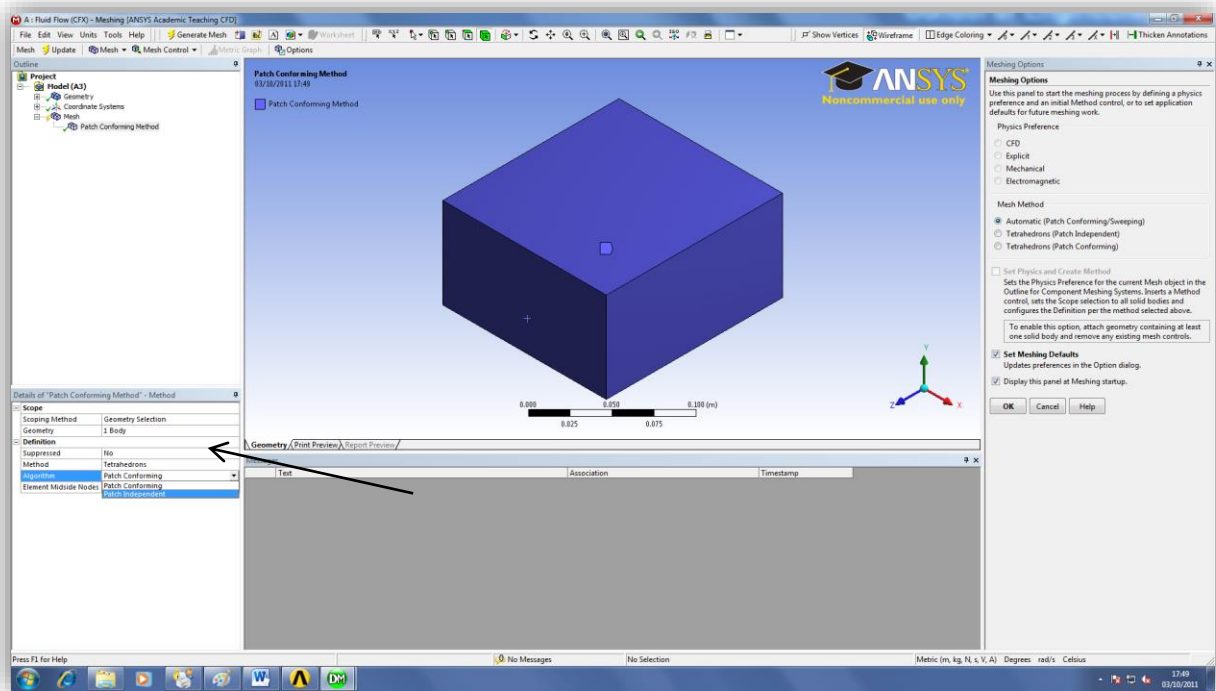 A : Fluid Flow (CFX) - Meshing [ANSYS Academic Teaching CFD]
File Edit View Units Tools Help Generate Mesh Worksheet Show Vertices Wireframe Edge Coloring Thicken Annotations
Mesh Update Mesh Mesh Control Metric Graph Options
Outline
Project
Model (A3)
Geometry
Coordinate Systems
Mesh
Patch Conforming Method
Patch Conforming Method
03/10/2011 17:49
Patch Conforming Method
ANSYS
Noncommercial use only
Y
Z
X
0.000 0.050 0.100 (m)
0.025 0.075
Geometry Print Preview Report Preview
Details of "Patch Conforming Method" - Method
Scope
Scoping Method Geometry Selection
Geometry 1 Body
Definition
Suppressed No
Method Tetrahedrons
Algorithm Patch Conforming
Element Midside Nodes Patch Conforming
Patch Independent
Messages
Text Association Timestamp
Meshing Options
Meshing Options
Use this panel to start the meshing process by defining a physics
preference and an initial Method control, or to set application
defaults for future meshing work.
Physics Preference
CFD
Explicit
Mechanical
Electromagnetic
Mesh Method
Automatic (Patch Conforming/Sweeping)
Tetrahedrons (Patch Independent)
Tetrahedrons (Patch Conforming)
Set Physics and Create Method
Sets the Physics Preference for the current Mesh object in the
Outline for Component Meshing Systems. Inserts a Method
control, sets the Scope selection to all solid bodies and
configures the Definition per the method selected above.
To enable this option, attach geometry containing at least
one solid body and remove any existing mesh controls.
Set Meshing Defaults
Updates preferences in the Option dialog.
Display this panel at Meshing startup.
OK Cancel Help
Press F1 for Help
No Messages
No Selection
Metric (m, kg, N, s, V, A) Degrees rad/s Celsius
W
DM
17:49
03/10/2011